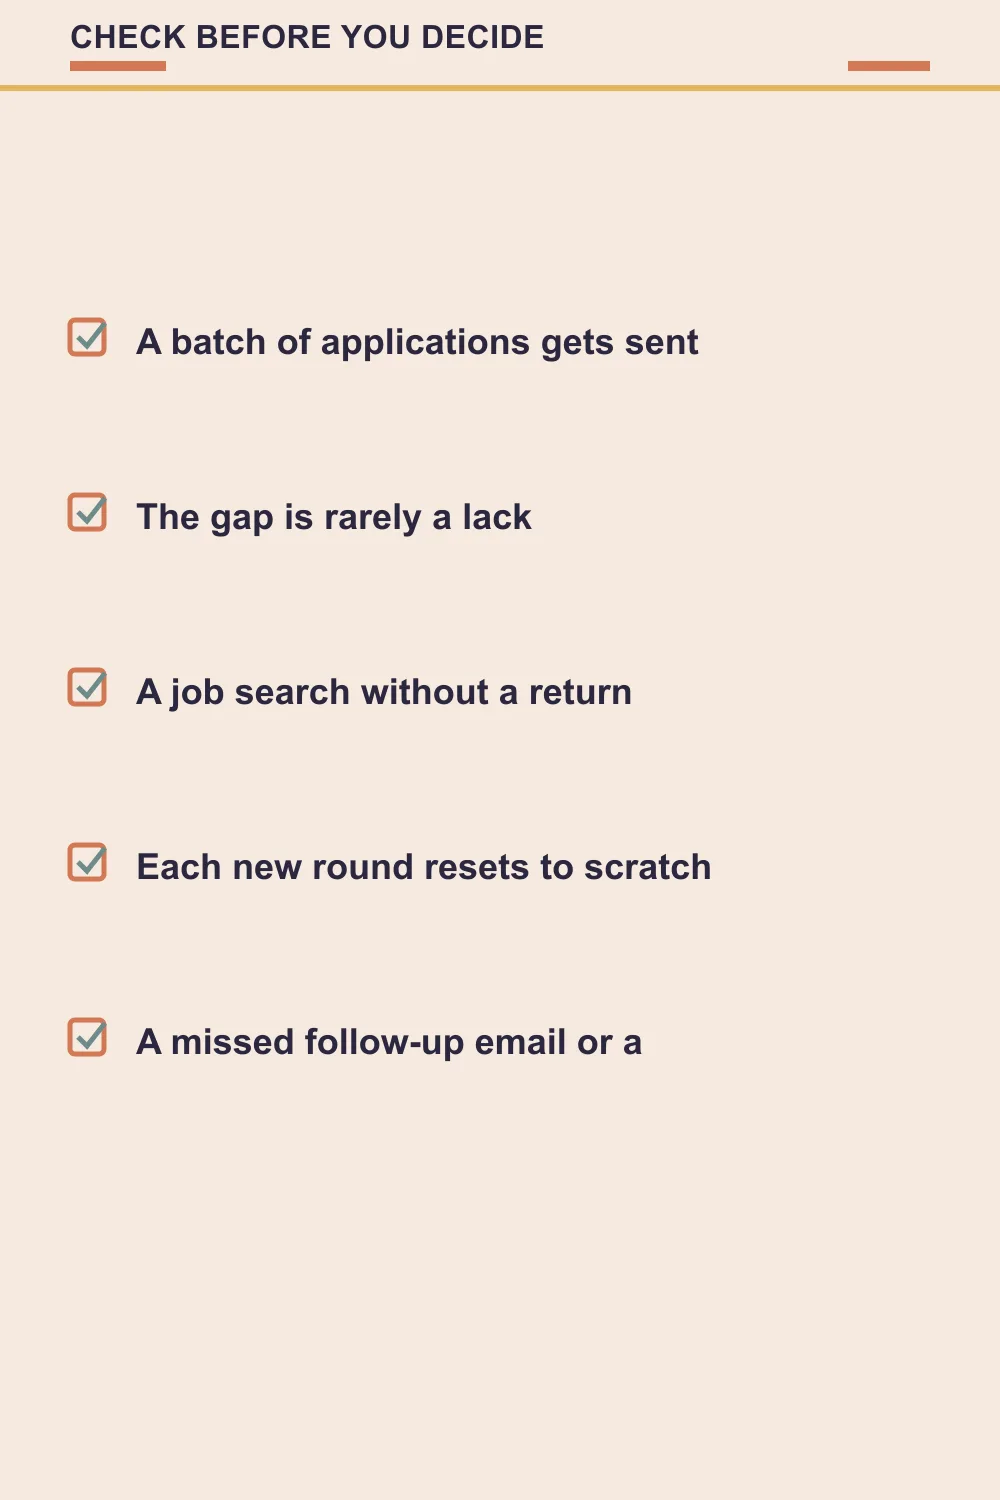 CHECK BEFORE YOU DECIDE
A batch of applications gets sent
The gap is rarely a lack
A job search without a return
Each new round resets to scratch
A missed follow-up email or a